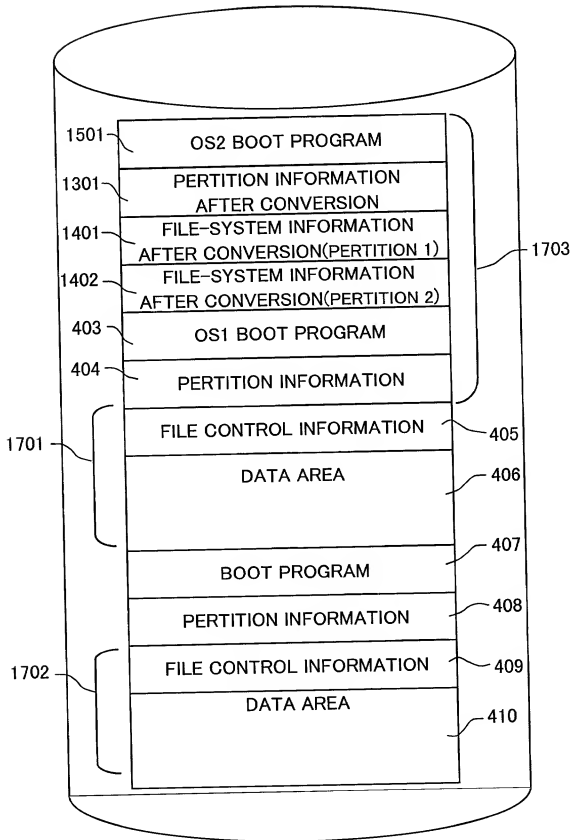 1501
OS2 BOOT PROGRAM
1301
PERTITION INFORMATION
AFTER CONVERSION
1401
FILE-SYSTEM INFORMATION
AFTER CONVERSION(PERTITION 1)
1703
1402
FILE-SYSTEM INFORMATION
AFTER CONVERSION(PERTITION 2)
403
OS1 BOOT PROGRAM
404
PERTITION INFORMATION
1701
FILE CONTROL INFORMATION
405
DATA AREA
406
407
BOOT PROGRAM
PERTITION INFORMATION
408
1702
FILE CONTROL INFORMATION
409
DATA AREA
410